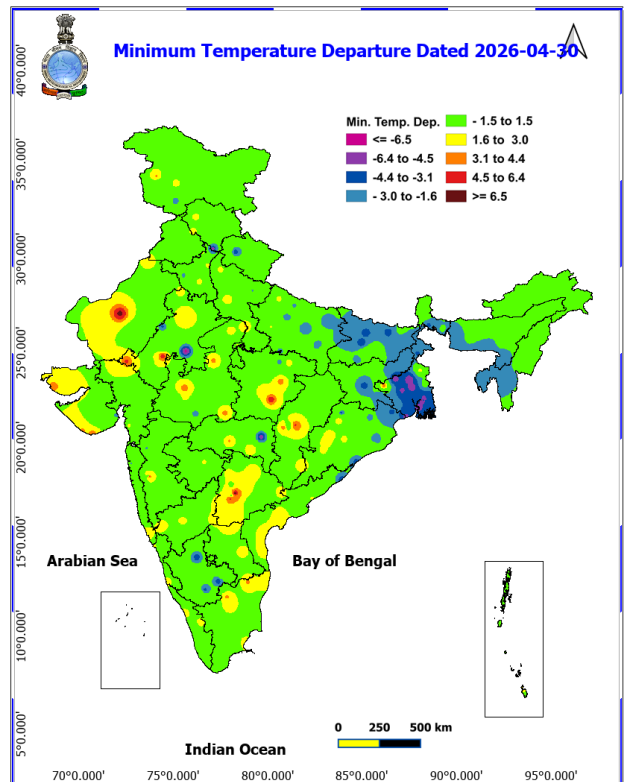 Minimum Temperature Departure Dated 2026-04-30
Min. Temp. Dep.
<= -6.5
-6.4 to -4.5
-4.4 to -3.1
- 3.0 to -1.6
- 1.5 to 1.5
1.6 to 3.0
3.1 to 4.4
4.5 to 6.4
>= 6.5
40°0.000'
35°0.000'
30°0.000'
25°0.000'
20°0.000'
15°0.000'
10°0.000'
5°0.000'
Arabian Sea
Bay of Bengal
Indian Ocean
0 250 500 km
70°0.000' 75°0.000' 80°0.000' 85°0.000' 90°0.000' 95°0.000'